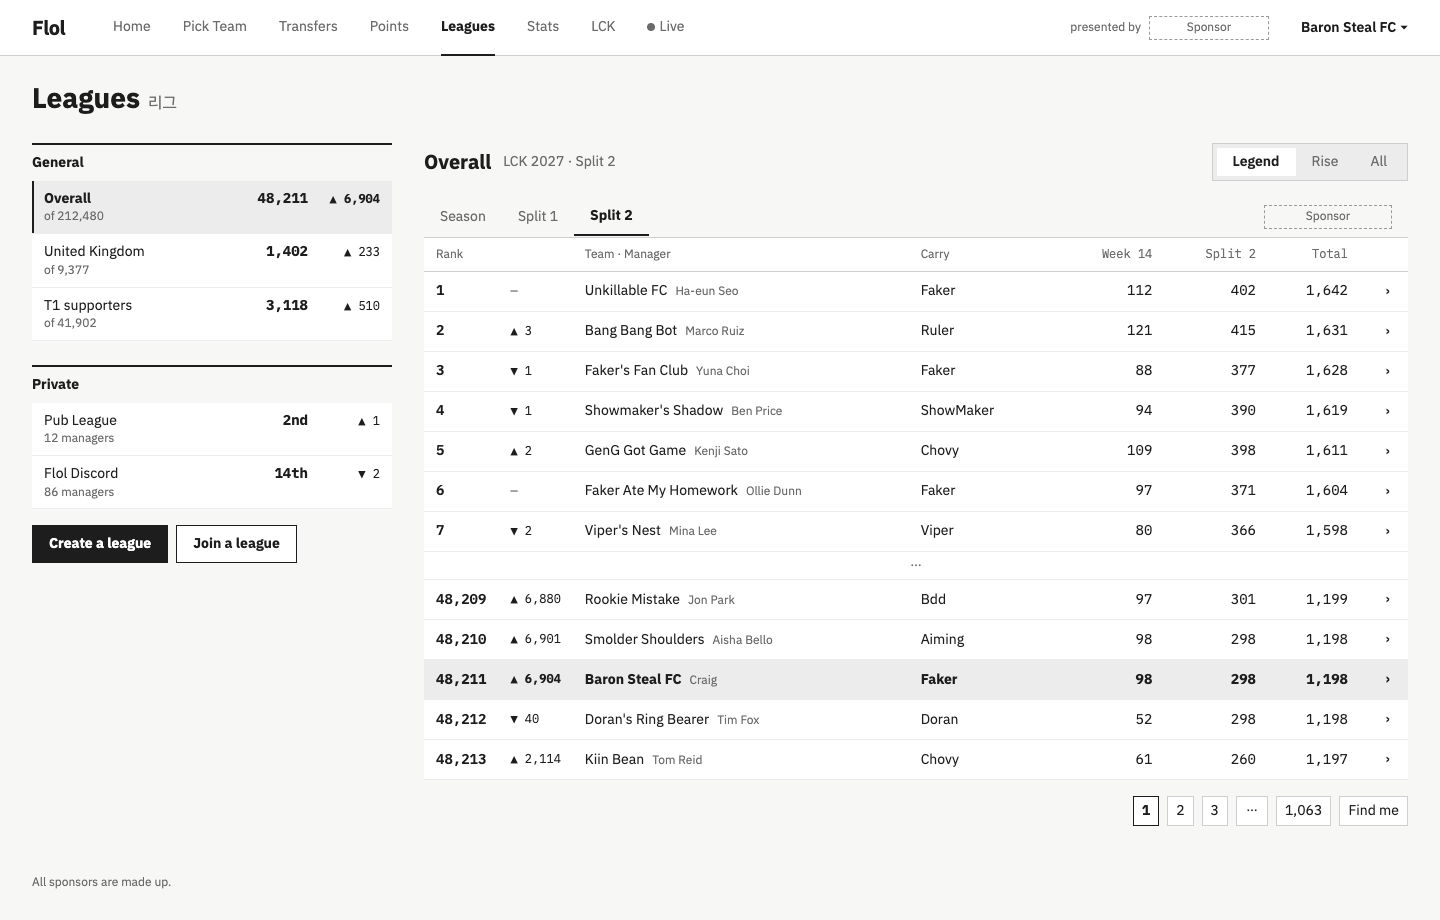 Flol Home Pick Team Transfers Points Leagues Stats LCK ● Live presented by Sponsor Baron Steal FC ▾
Leagues 리그
General
Overall 48,211 ▲ 6,904
of 212,480
United Kingdom 1,402 ▲ 233
of 9,377
T1 supporters 3,118 ▲ 510
of 41,902
Private
Pub League 2nd ▲ 1
12 managers
Flol Discord 14th ▼ 2
86 managers
Create a league Join a league
Overall LCK 2027 · Split 2 Legend Rise All
Season Split 1 Split 2 Sponsor
Rank Team · Manager Carry Week 14 Split 2 Total
1 – Unkillable FC Ha-eun Seo Faker 112 402 1,642 ›
2 ▲ 3 Bang Bang Bot Marco Ruiz Ruler 121 415 1,631 ›
3 ▼ 1 Faker's Fan Club Yuna Choi Faker 88 377 1,628 ›
4 ▼ 1 Showmaker's Shadow Ben Price ShowMaker 94 390 1,619 ›
5 ▲ 2 GenG Got Game Kenji Sato Chovy 109 398 1,611 ›
6 – Faker Ate My Homework Ollie Dunn Faker 97 371 1,604 ›
7 ▼ 2 Viper's Nest Mina Lee Viper 80 366 1,598 ›
…
48,209 ▲ 6,880 Rookie Mistake Jon Park Bdd 97 301 1,199 ›
48,210 ▲ 6,901 Smolder Shoulders Aisha Bello Aiming 98 298 1,198 ›
48,211 ▲ 6,904 Baron Steal FC Craig Faker 98 298 1,198 ›
48,212 ▼ 40 Doran's Ring Bearer Tim Fox Doran 52 298 1,198 ›
48,213 ▲ 2,114 Kiin Bean Tom Reid Chovy 61 260 1,197 ›
1 2 3 … 1,063 Find me
All sponsors are made up.